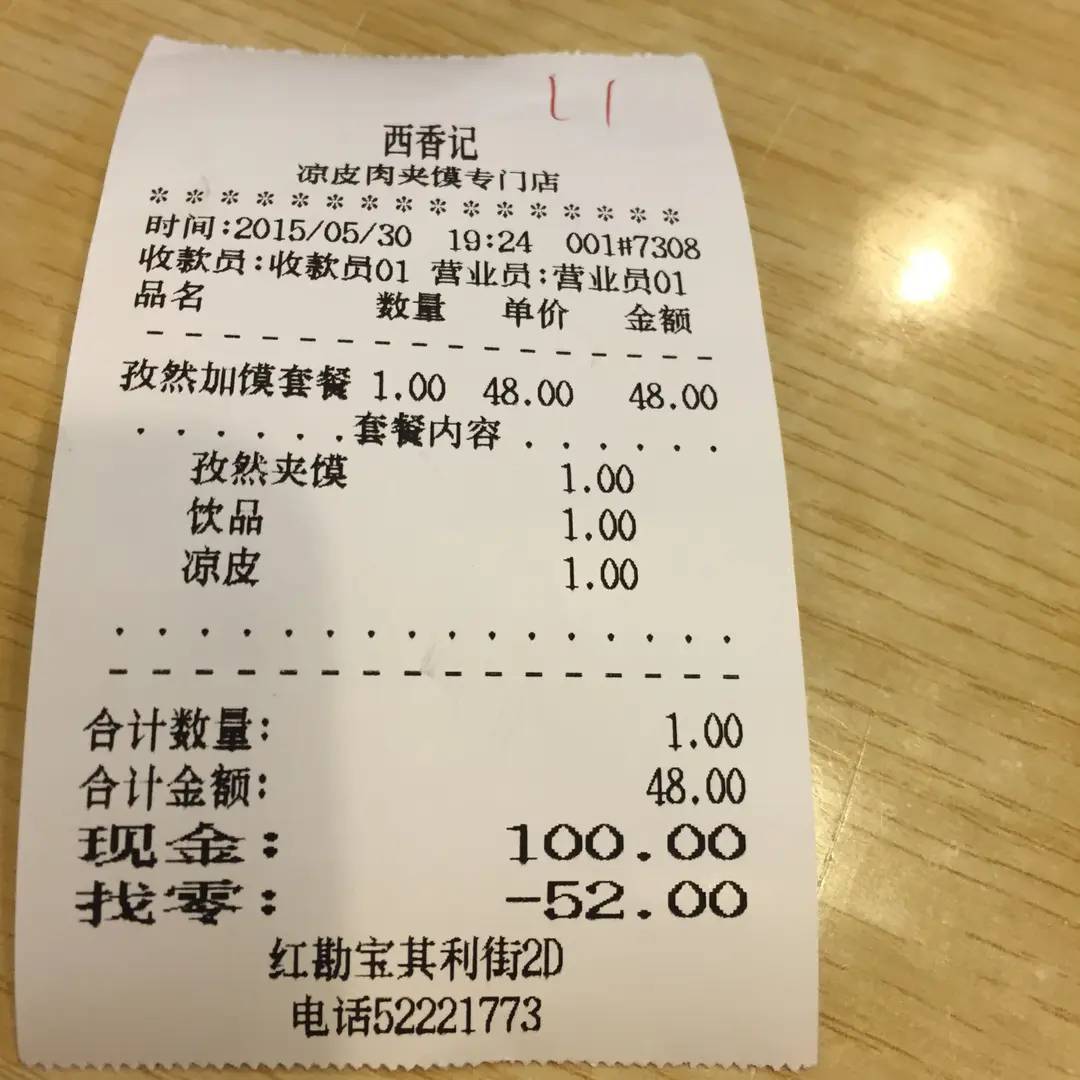 西香记
凉皮肉夹馍专门店
****************
时间:2015/05/30 19:24 001#7308
收款员:收款员01 营业员:营业员01
品名 数量 单价 金额
孜然加馍套餐 1.00 48.00 48.00
......套餐内容......
孜然夹馍 1.00
饮品 1.00
凉皮 1.00
合计数量: 1.00
合计金额: 48.00
现金: 100.00
找零: -52.00
红勘宝其利街2D
电话52221773